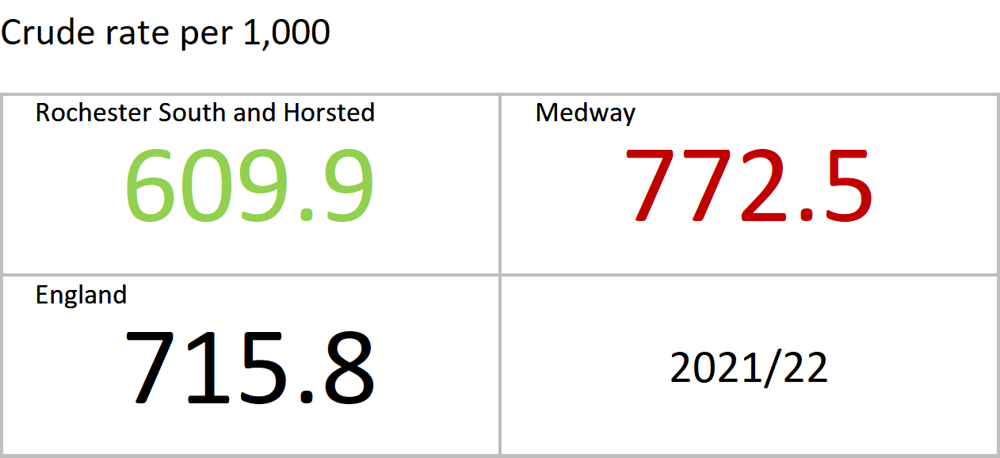 Crude rate per 1,000
Rochester South and Horsted
609.9
Medway
772.5
England
715.8
2021/22